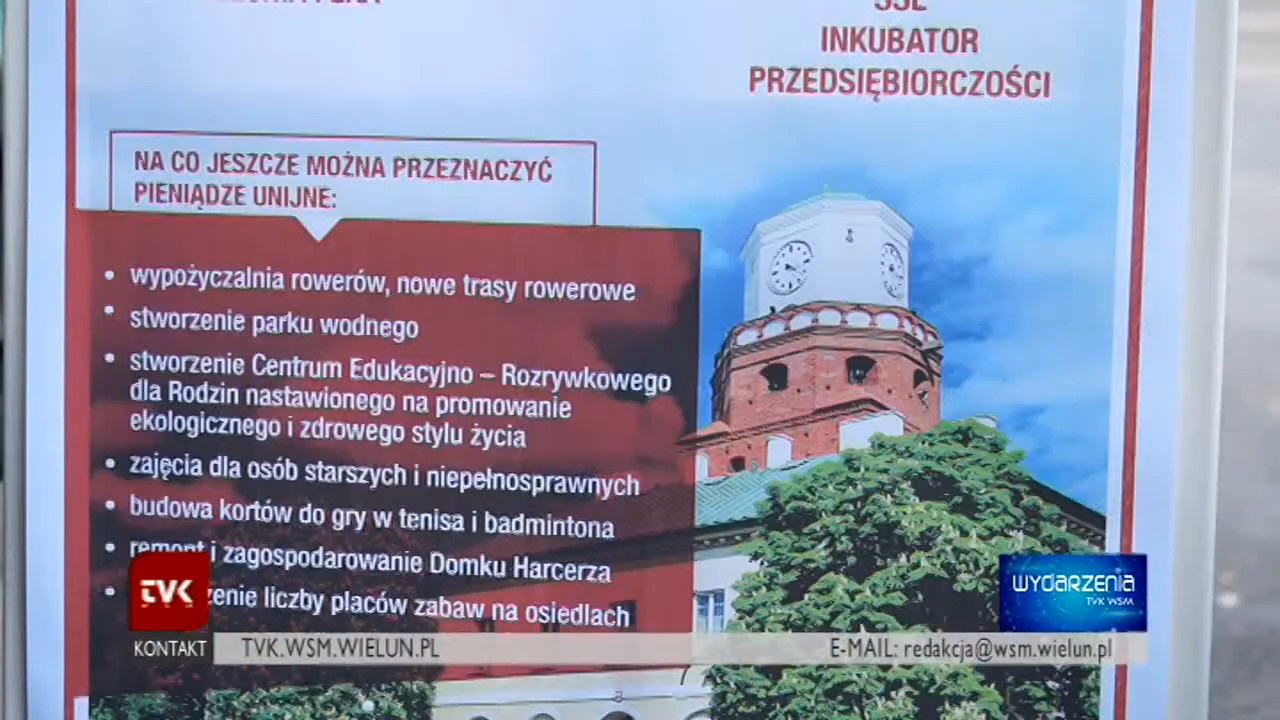 INKUBATOR
PRZEDSIĘBIORCZOŚCI
NA CO JESZCZE MOŻNA PRZEZNACZYĆ
PIENIĄDZE UNIJNE:
• wypożyczalnia rowerów, nowe trasy rowerowe
• stworzenie parku wodnego
• stworzenie Centrum Edukacyjno – Rozrywkowego
dla Rodzin nastawionego na promowanie
ekologicznego i zdrowego stylu życia
• zajęcia dla osób starszych i niepełnosprawnych
• budowa kortów do gry w tenisa i badmintona
• remont i zagospodarowanie Domku Harcerza
• liczby placów zabaw na osiedlach
TVK
WSM
WYDARZENIA
TVK WSM
KONTAKT TVK.WSM.WIELUN.PL E-MAIL: redakcja@wsm.wielun.pl